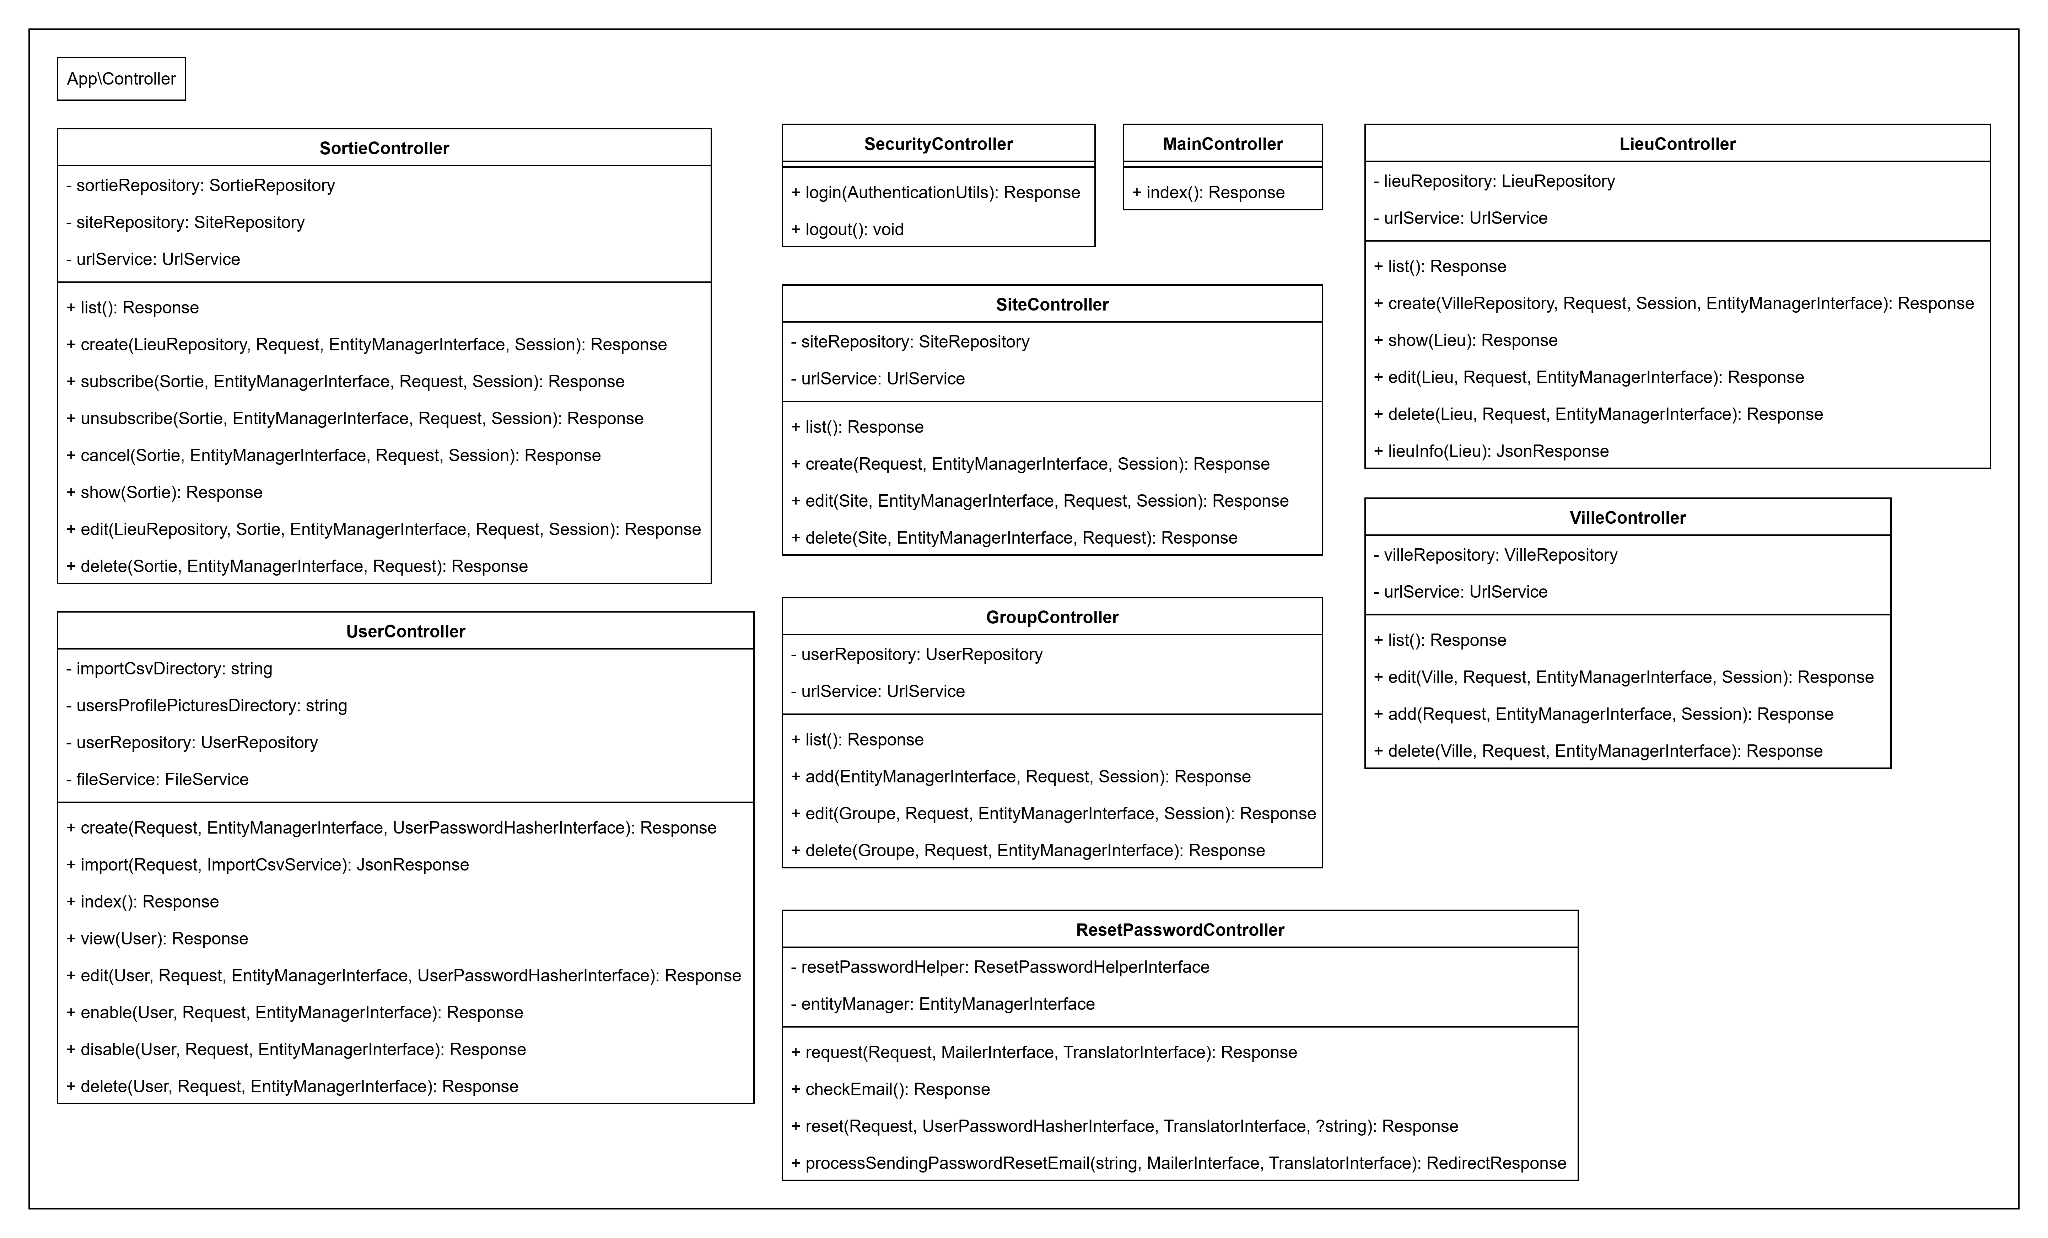 App\Controller
SortieController
- sortieRepository: SortieRepository
- siteRepository: SiteRepository
- urlService: UrlService
+ list(): Response
+ create(LieuRepository, Request, EntityManagerInterface, Session): Response
+ subscribe(Sortie, EntityManagerInterface, Request, Session): Response
+ unsubscribe(Sortie, EntityManagerInterface, Request, Session): Response
+ cancel(Sortie, EntityManagerInterface, Request, Session): Response
+ show(Sortie): Response
+ edit(LieuRepository, Sortie, EntityManagerInterface, Request, Session): Response
+ delete(Sortie, EntityManagerInterface, Request): Response
UserController
- importCsvDirectory: string
- usersProfilePicturesDirectory: string
- userRepository: UserRepository
- fileService: FileService
+ create(Request, EntityManagerInterface, UserPasswordHasherInterface): Response
+ import(Request, ImportCsvService): JsonResponse
+ index(): Response
+ view(User): Response
+ edit(User, Request, EntityManagerInterface, UserPasswordHasherInterface): Response
+ enable(User, Request, EntityManagerInterface): Response
+ disable(User, Request, EntityManagerInterface): Response
+ delete(User, Request, EntityManagerInterface): Response
SecurityController
+ login(AuthenticationUtils): Response
+ logout(): void
MainController
+ index(): Response
SiteController
- siteRepository: SiteRepository
- urlService: UrlService
+ list(): Response
+ create(Request, EntityManagerInterface, Session): Response
+ edit(Site, EntityManagerInterface, Request, Session): Response
+ delete(Site, EntityManagerInterface, Request): Response
GroupController
- userRepository: UserRepository
- urlService: UrlService
+ list(): Response
+ add(EntityManagerInterface, Request, Session): Response
+ edit(Groupe, Request, EntityManagerInterface, Session): Response
+ delete(Groupe, Request, EntityManagerInterface): Response
ResetPasswordController
- resetPasswordHelper: ResetPasswordHelperInterface
- entityManager: EntityManagerInterface
+ request(Request, MailerInterface, TranslatorInterface): Response
+ checkEmail(): Response
+ reset(Request, UserPasswordHasherInterface, TranslatorInterface, ?string): Response
+ processSendingPasswordResetEmail(string, MailerInterface, TranslatorInterface): RedirectResponse
LieuController
- lieuRepository: LieuRepository
- urlService: UrlService
+ list(): Response
+ create(VilleRepository, Request, Session, EntityManagerInterface): Response
+ show(Lieu): Response
+ edit(Lieu, Request, EntityManagerInterface): Response
+ delete(Lieu, Request, EntityManagerInterface): Response
+ lieuInfo(Lieu): JsonResponse
VilleController
- villeRepository: VilleRepository
- urlService: UrlService
+ list(): Response
+ edit(Ville, Request, EntityManagerInterface, Session): Response
+ add(Request, EntityManagerInterface, Session): Response
+ delete(Ville, Request, EntityManagerInterface): Response